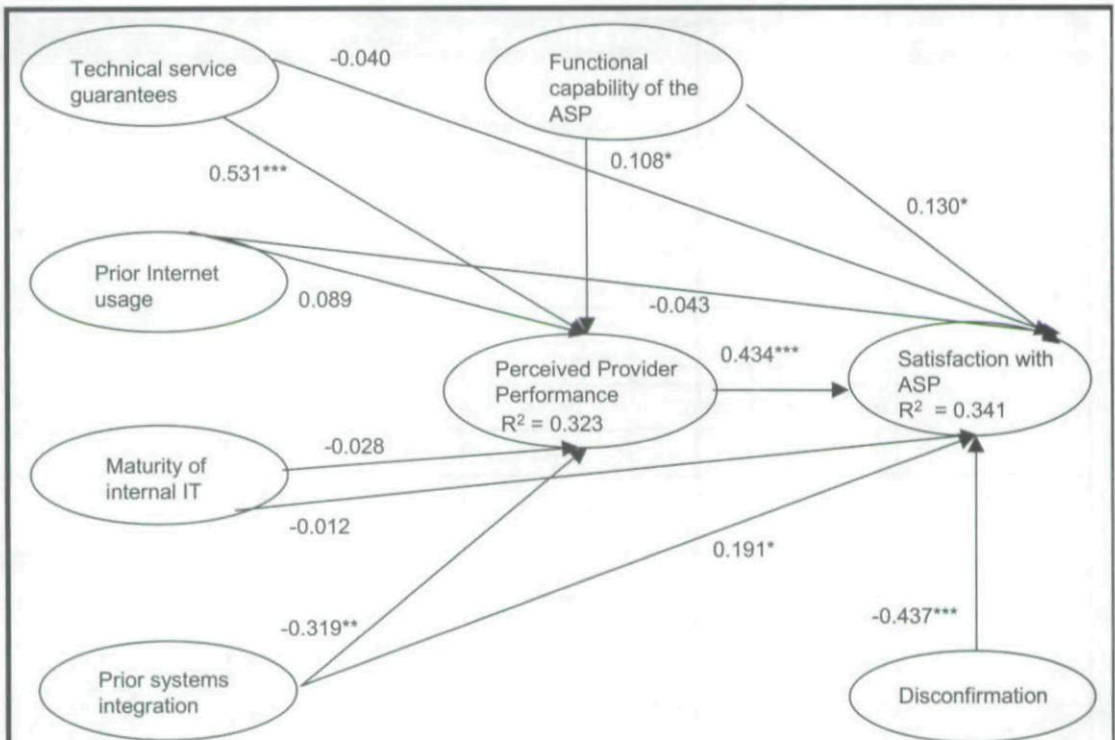 Technical service
guarantees
-0.040
Functional
capability of the
ASP
0.531***
0.108*
0.130*
Prior Internet
usage
0.089
-0.043
Perceived Provider
Performance
R² = 0.323
0.434***
Satisfaction with
ASP
R² = 0.341
Maturity of
internal IT
-0.028
-0.012
0.191*
-0.319**
-0.437***
Prior systems
integration
Disconfirmation